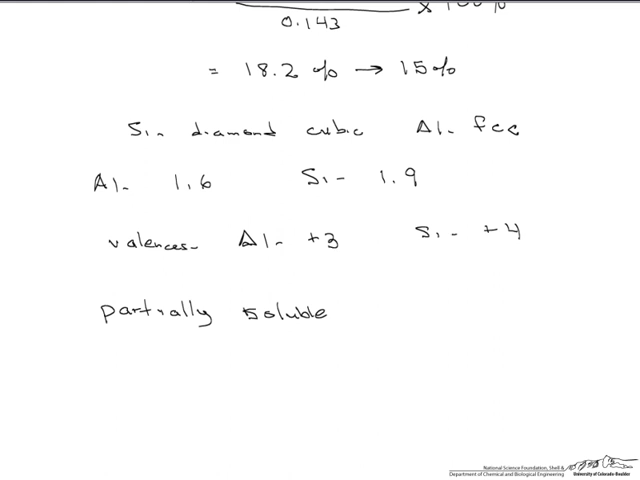 0.143 x 100%
= 18.2% → 15%
Si- diamond cubic Al- fcc
Al- 1.6 Si- 1.9
valences- Al- +3 Si- +4
partially soluble
National Science Foundation, Shell &
Department of Chemical and Biological Engineering University of Colorado-Boulder